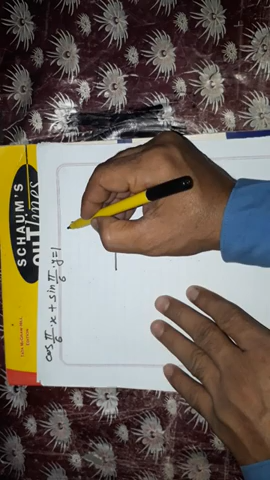 SCHAUM'S
OUTlines
cos π/6 ·x + sin π/6 ·y = 1